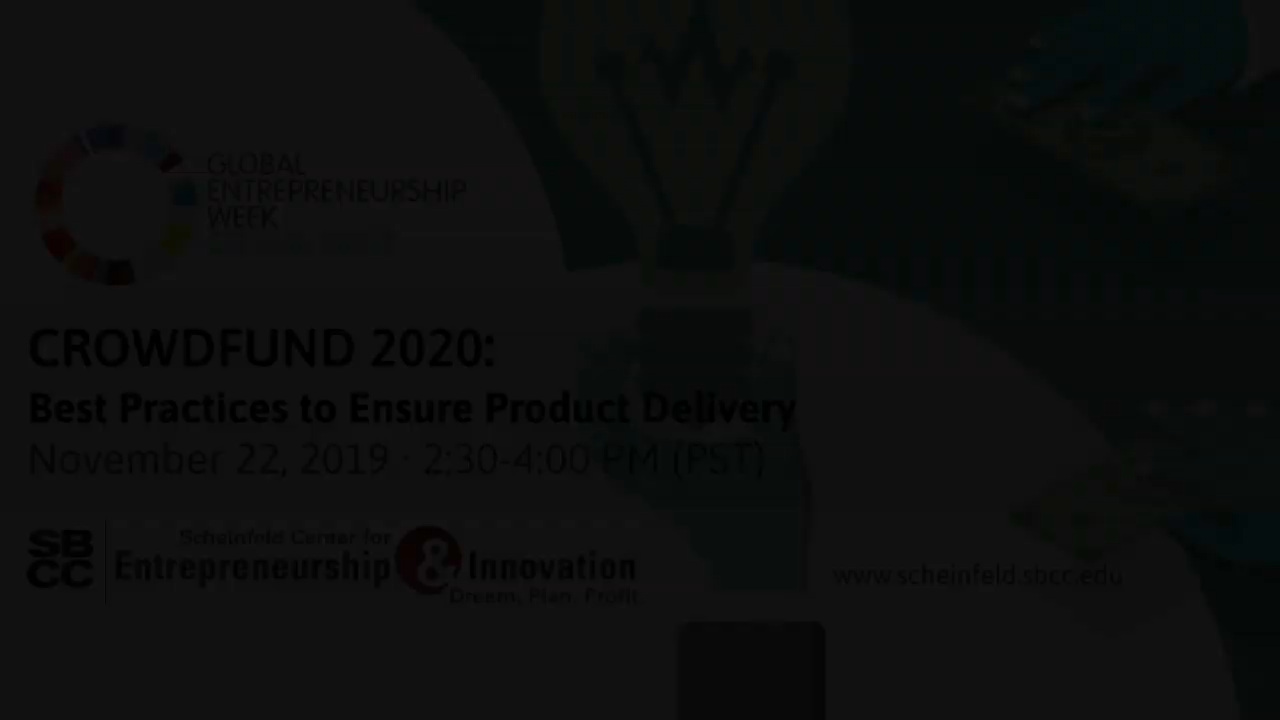 GLOBAL
ENTREPRENEURSHIP
WEEK
CROWDFUND 2020:
Best Practices to Ensure Product Delivery
November 22, 2019 · 2:30-4:00 PM (PST)
SB
CC
Scheinfeld Center for
Entrepreneurship & Innovation
Dream. Plan. Profit.
www.scheinfeld.sbcc.edu